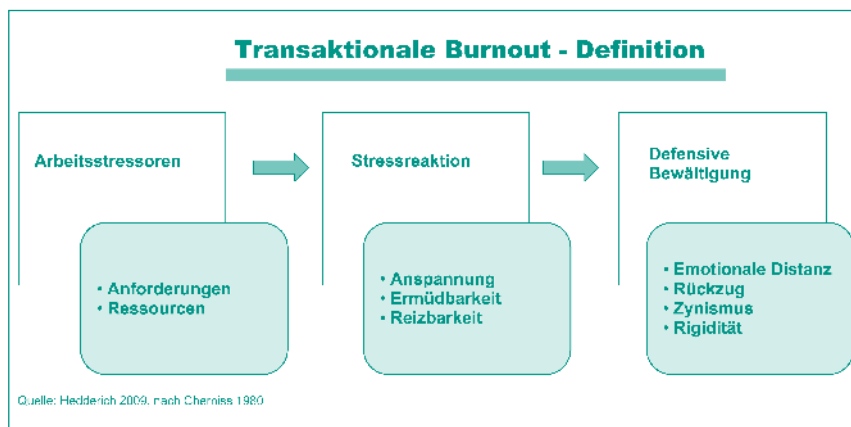 Transaktionale Burnout - Definition
Arbeitsstressoren
Stressreaktion
Defensive
Bewältigung
• Anforderungen
• Ressourcen
• Anspannung
• Ermüdbarkeit
• Reizbarkeit
• Emotionale Distanz
• Rückzug
• Zynismus
• Rigidität
Quelle: Hedderich 2009, nach Cherniss 1980